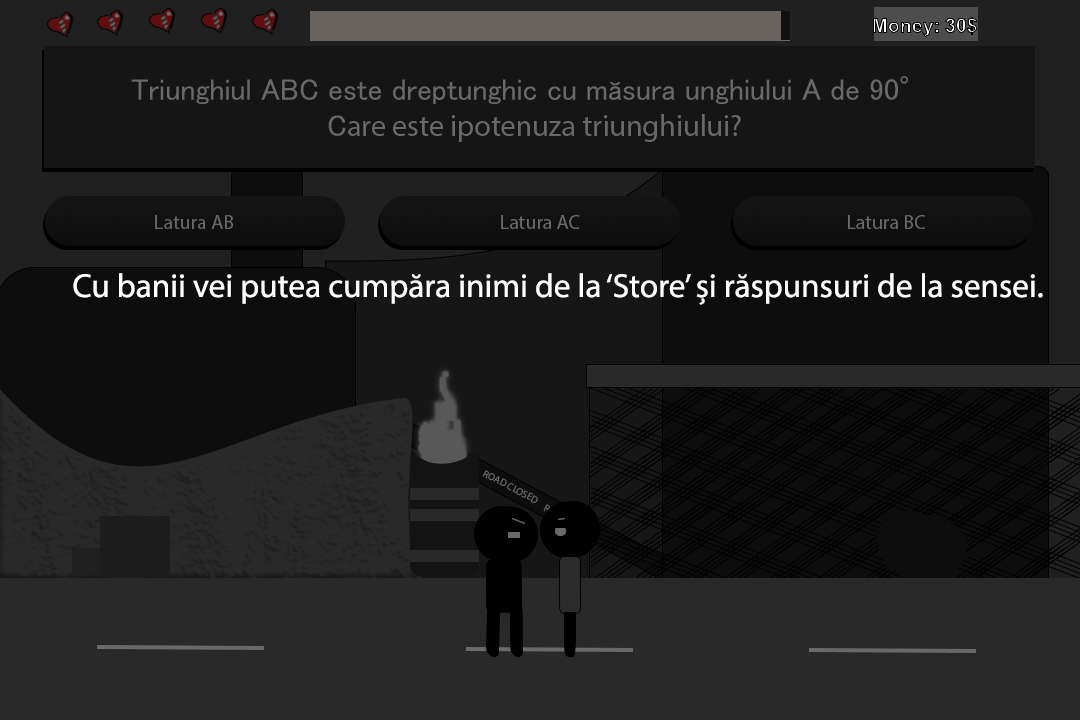 Money: 30$
Triunghiul ABC este dreptunghic cu măsura unghiului A de 90°
Care este ipotenuza triunghiului?
Latura AB
Latura AC
Latura BC
Cu banii vei putea cumpăra inimi de la ‘Store’ și răspunsuri de la sensei.
ROAD CLOSED R